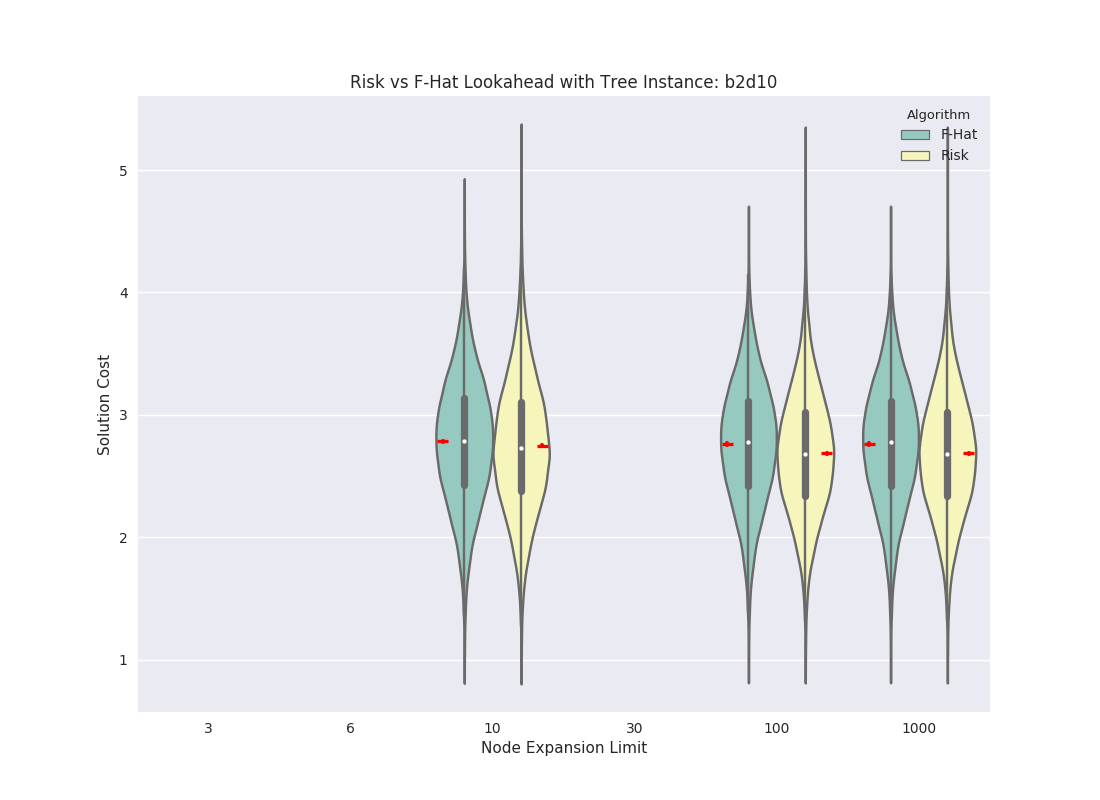 Risk vs F-Hat Lookahead with Tree Instance: b2d10
Algorithm
F-Hat
Risk
Solution Cost
5
4
3
2
1
3 6 10 30 100 1000
Node Expansion Limit